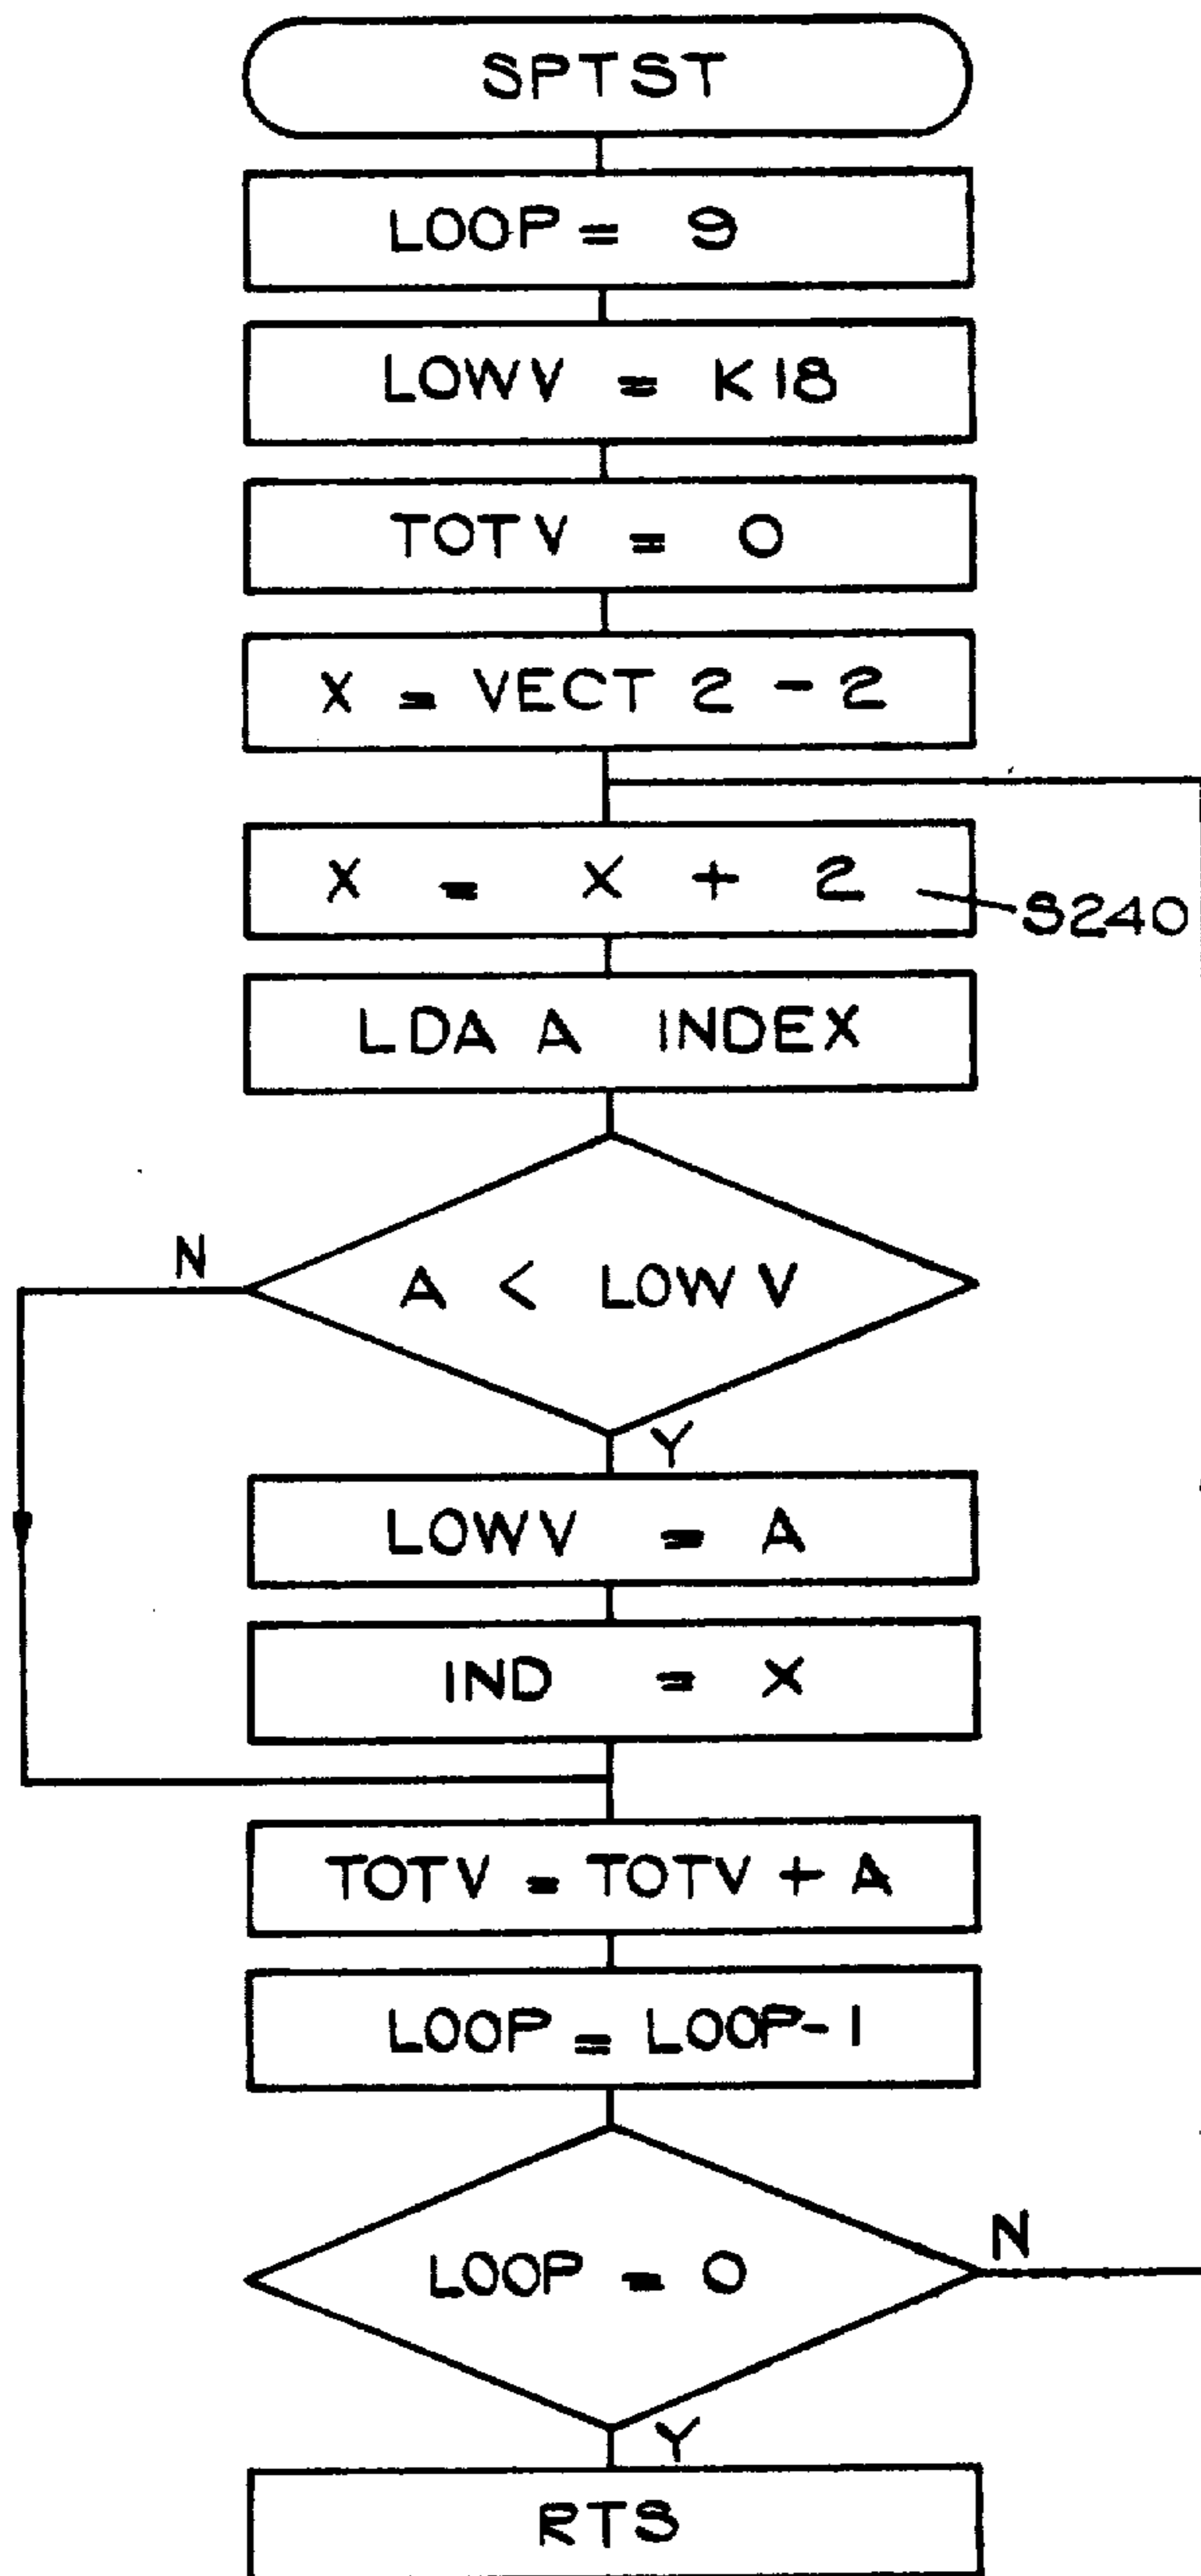 SPTST
LOOP = 9
LOWV = K18
TOTV = 0
X = VECT 2 - 2
X = X + 2
S240
LDA A INDEX
N
A < LOW V
Y
LOWV = A
IND = X
TOTV = TOTV + A
LOOP = LOOP-1
N
LOOP = 0
Y
RTS